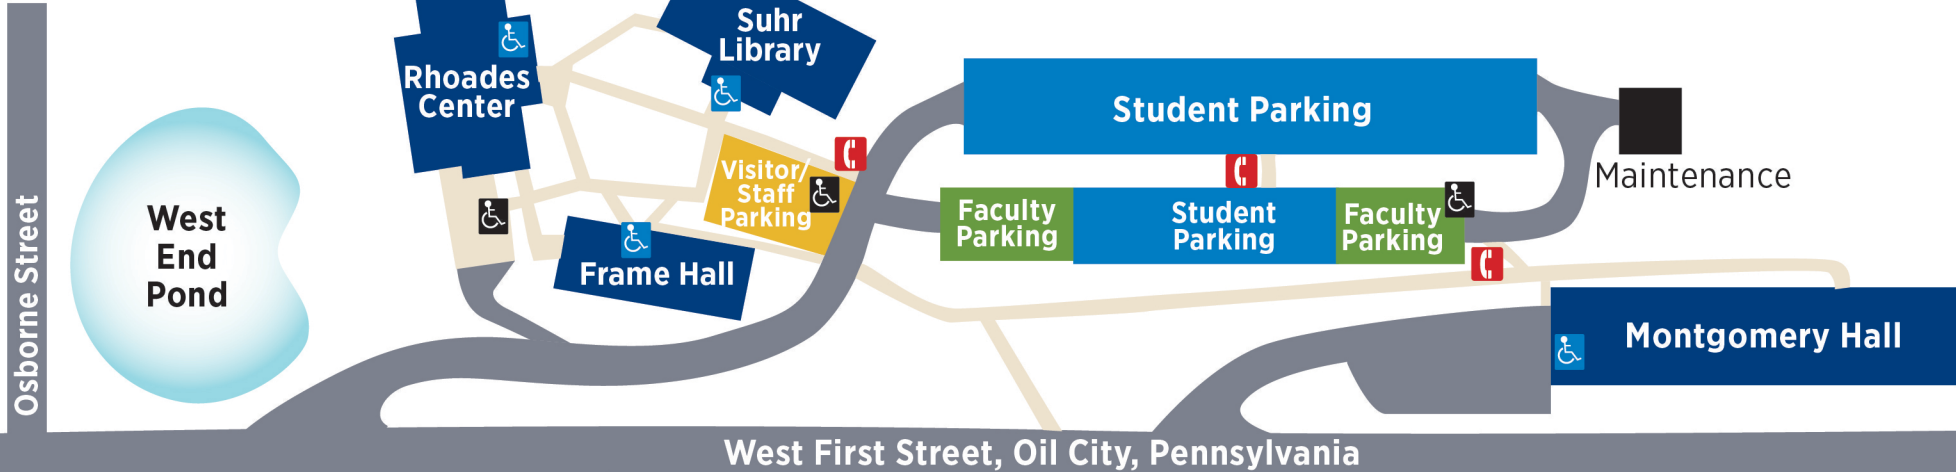 Suhr
Library
Rhoades
Center
Student Parking
Visitor/
Staff
Parking
Maintenance
Faculty
Parking
Student
Parking
Faculty
Parking
West
End
Pond
Osborne Street
Frame Hall
Montgomery Hall
West First Street, Oil City, Pennsylvania